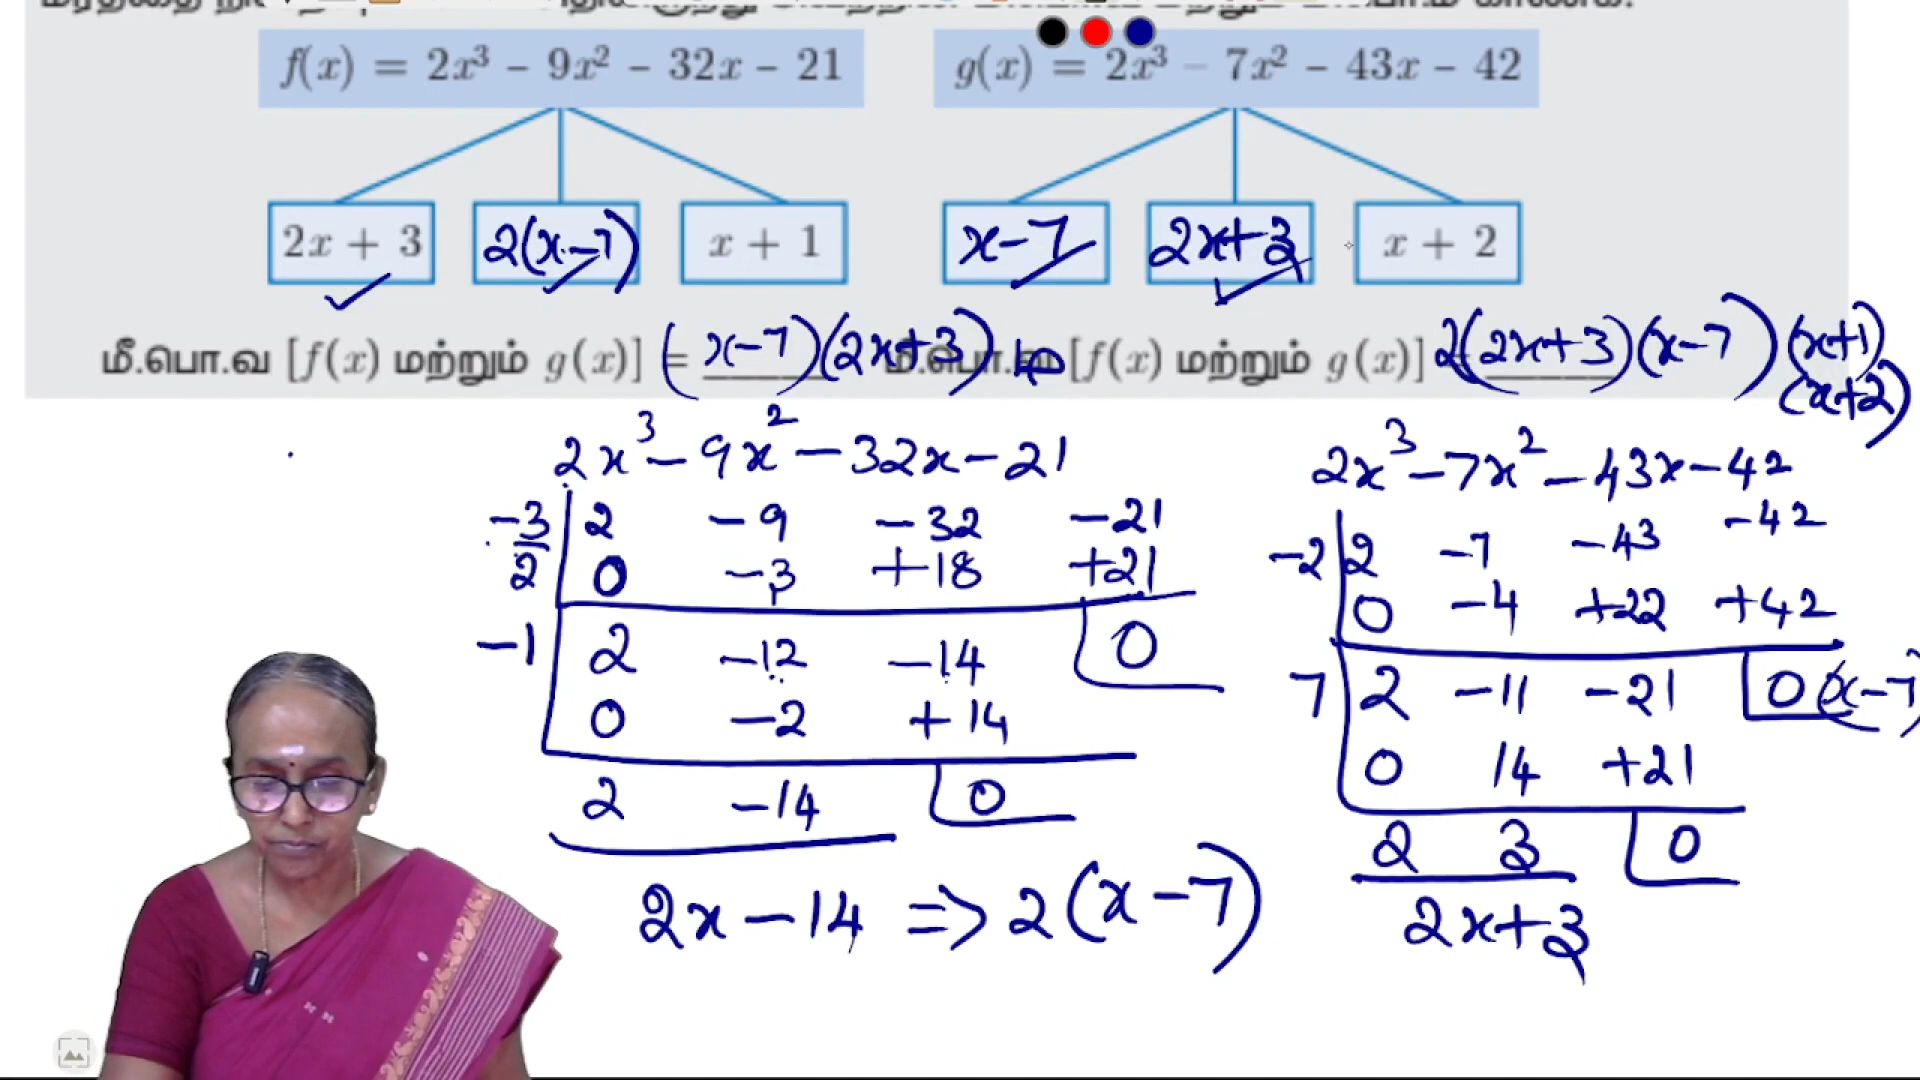 காண்க.
f(x) = 2x³ − 9x² − 32x − 21 g(x) = 2x³ − 7x² − 43x − 42
2x + 3 2(x−7) x + 1 x−7 2x+3 x + 2
மீ.பொ.வ [f(x) மற்றும் g(x)] = (x−7)(2x+3) [f(x) மற்றும் g(x)] 2(2x+3)(x−7)(x+1)
(x+2)
2x³−9x²−32x−21
−3/2 2 −9 −32 −21
0 −3 +18 +21
−1 2 −12 −14 0
0 −2 +14
2 −14 0
2x−14 => 2(x−7)
2x³−7x²−43x−42
−2 2 −7 −43 −42
0 −4 +22 +42
7 2 −11 −21 0 (x−7)
0 14 +21
2 3 0
2x+3